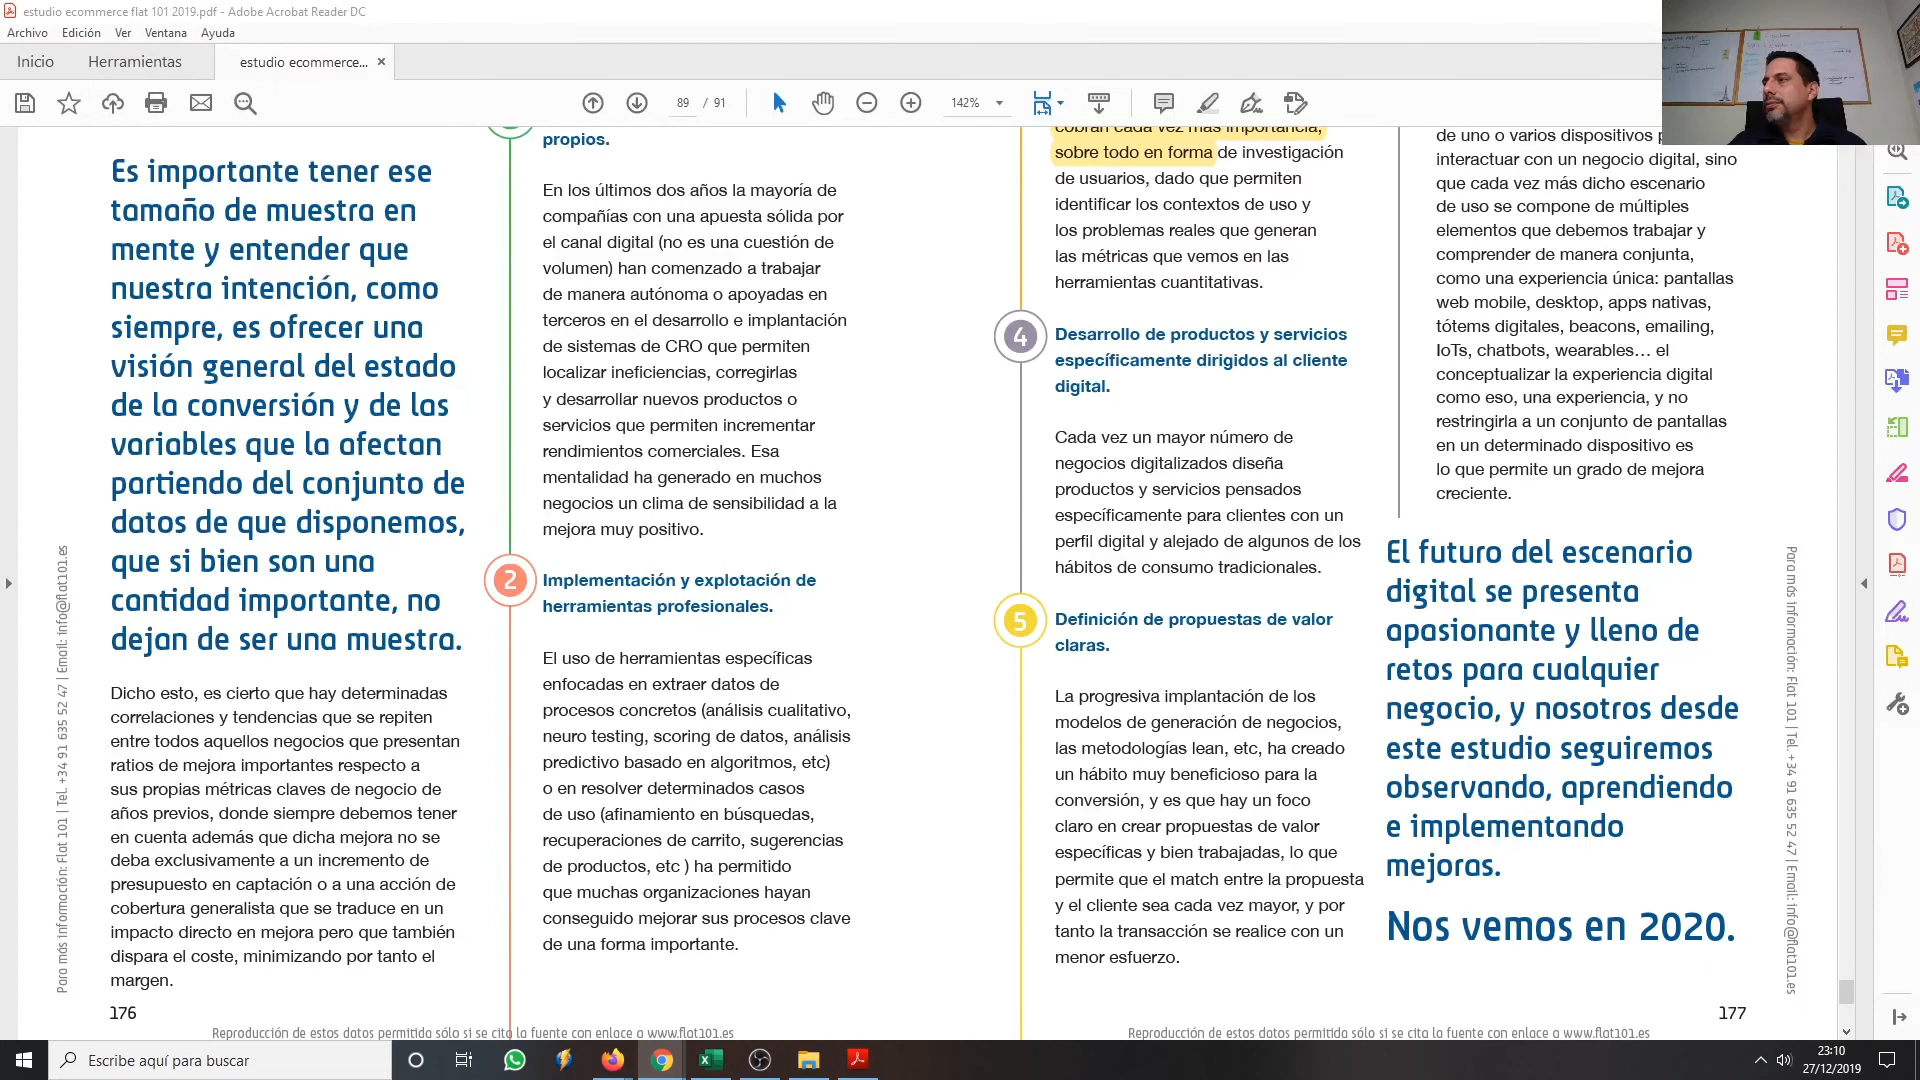 estudio ecommerce flat 101 2019.pdf - Adobe Acrobat Reader DC
Archivo Edición Ver Ventana Ayuda
Inicio Herramientas estudio ecommerce... ×
89 / 91 142%
Es importante tener ese
tamaño de muestra en
mente y entender que
nuestra intención, como
siempre, es ofrecer una
visión general del estado
de la conversión y de las
variables que la afectan
partiendo del conjunto de
datos de que disponemos,
que si bien son una
cantidad importante, no
dejan de ser una muestra.
Dicho esto, es cierto que hay determinadas
correlaciones y tendencias que se repiten
entre todos aquellos negocios que presentan
ratios de mejora importantes respecto a
sus propias métricas claves de negocio de
años previos, donde siempre debemos tener
en cuenta además que dicha mejora no se
deba exclusivamente a un incremento de
presupuesto en captación o a una acción de
cobertura generalista que se traduce en un
impacto directo en mejora pero que también
dispara el coste, minimizando por tanto el
margen.
176
Para más información: Flat 101 | Tel. +34 91 635 52 47 | Email: info@flat101.es
propios.
En los últimos dos años la mayoría de
compañías con una apuesta sólida por
el canal digital (no es una cuestión de
volumen) han comenzado a trabajar
de manera autónoma o apoyadas en
terceros en el desarrollo e implantación
de sistemas de CRO que permiten
localizar ineficiencias, corregirlas
y desarrollar nuevos productos o
servicios que permiten incrementar
rendimientos comerciales. Esa
mentalidad ha generado en muchos
negocios un clima de sensibilidad a la
mejora muy positivo.
2
Implementación y explotación de
herramientas profesionales.
El uso de herramientas específicas
enfocadas en extraer datos de
procesos concretos (análisis cualitativo,
neuro testing, scoring de datos, análisis
predictivo basado en algoritmos, etc)
o en resolver determinados casos
de uso (afinamiento en búsquedas,
recuperaciones de carrito, sugerencias
de productos, etc ) ha permitido
que muchas organizaciones hayan
conseguido mejorar sus procesos clave
de una forma importante.
Reproducción de estos datos permitida sólo si se cita la fuente con enlace a www.flat101.es
cobran cada vez más importancia,
sobre todo en forma de investigación
de usuarios, dado que permiten
identificar los contextos de uso y
los problemas reales que generan
las métricas que vemos en las
herramientas cuantitativas.
4
Desarrollo de productos y servicios
específicamente dirigidos al cliente
digital.
Cada vez un mayor número de
negocios digitalizados diseña
productos y servicios pensados
específicamente para clientes con un
perfil digital y alejado de algunos de los
hábitos de consumo tradicionales.
5
Definición de propuestas de valor
claras.
La progresiva implantación de los
modelos de generación de negocios,
las metodologías lean, etc, ha creado
un hábito muy beneficioso para la
conversión, y es que hay un foco
claro en crear propuestas de valor
específicas y bien trabajadas, lo que
permite que el match entre la propuesta
y el cliente sea cada vez mayor, y por
tanto la transacción se realice con un
menor esfuerzo.
de uno o varios dispositivos
interactuar con un negocio digital, sino
que cada vez más dicho escenario
de uso se compone de múltiples
elementos que debemos trabajar y
comprender de manera conjunta,
como una experiencia única: pantallas
web mobile, desktop, apps nativas,
tótems digitales, beacons, emailing,
IoTs, chatbots, wearables… el
conceptualizar la experiencia digital
como eso, una experiencia, y no
restringirla a un conjunto de pantallas
en un determinado dispositivo es
lo que permite un grado de mejora
creciente.
El futuro del escenario
digital se presenta
apasionante y lleno de
retos para cualquier
negocio, y nosotros desde
este estudio seguiremos
observando, aprendiendo
e implementando
mejoras.
Nos vemos en 2020.
177
Para más información: Flat 101 | Tel. +34 91 635 52 47 | Email: info@flat101.es
Reproducción de estos datos permitida sólo si se cita la fuente con enlace a www.flat101.es
Escribe aquí para buscar
23:10
27/12/2019